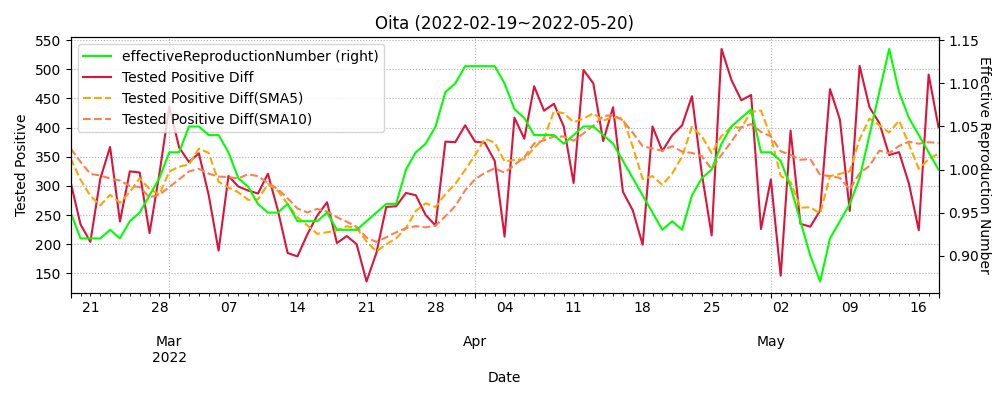 Oita (2022-02-19~2022-05-20)
effectiveReproductionNumber (right)
Tested Positive Diff
Tested Positive Diff(SMA5)
Tested Positive Diff(SMA10)
Tested Positive
550
500
450
400
350
300
250
200
150
1.15
1.10
1.05
1.00
0.95
0.90
Effective Reproduction Number
21 28 07 14 21 28 04 11 18 25 02 09 16
Mar Apr May
2022
Date